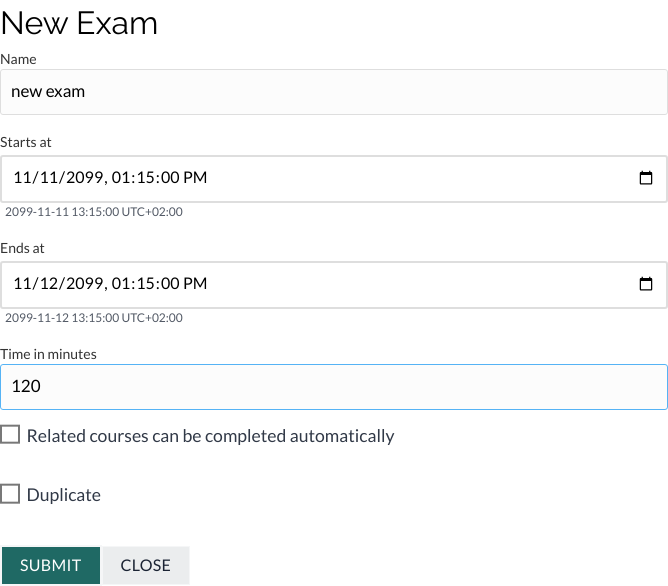 New Exam
Name
new exam
Starts at
11/11/2099, 01:15:00 PM
2099-11-11 13:15:00 UTC+02:00
Ends at
11/12/2099, 01:15:00 PM
2099-11-12 13:15:00 UTC+02:00
Time in minutes
120
Related courses can be completed automatically
Duplicate
SUBMIT CLOSE